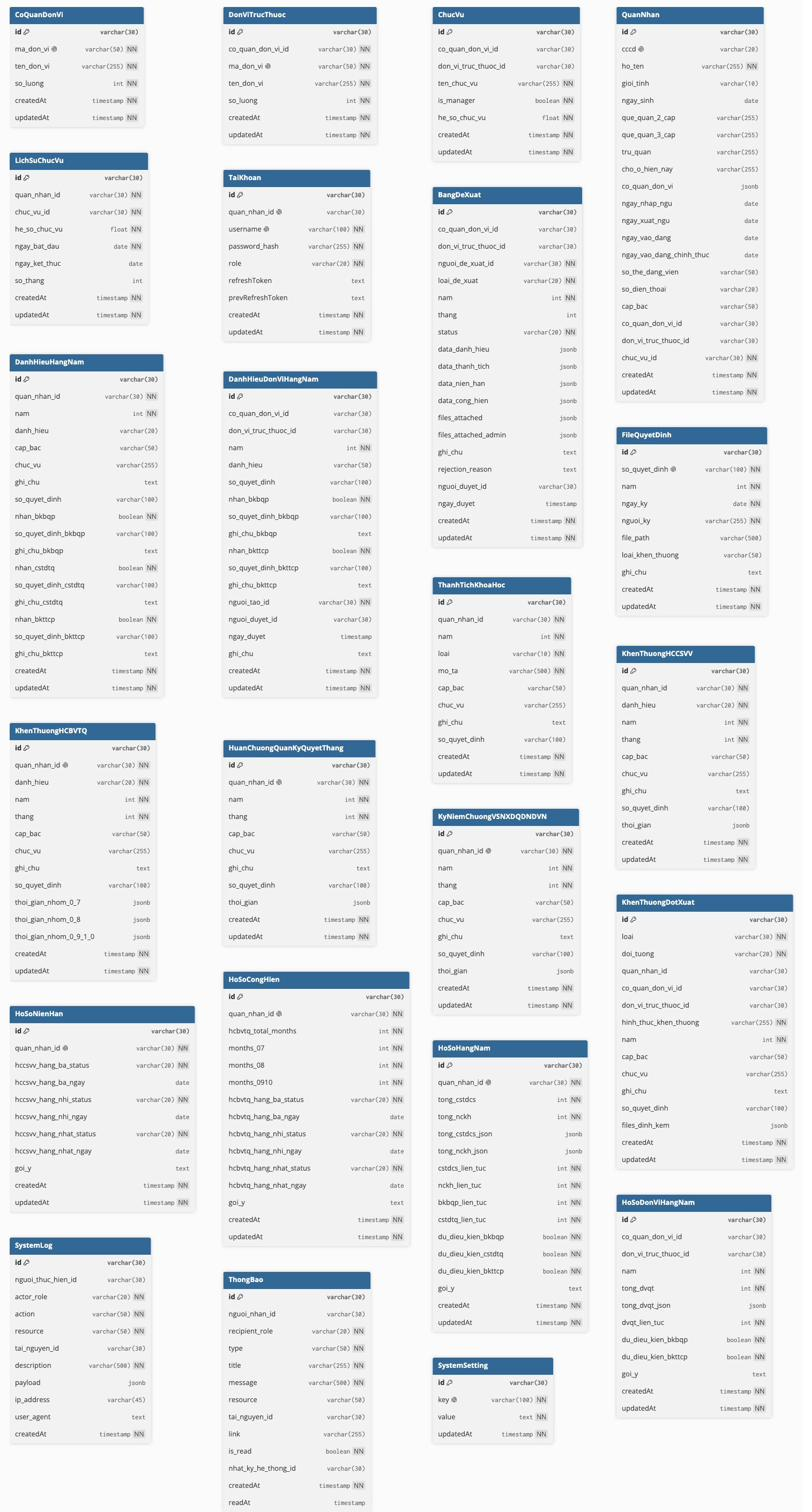 CoQuanDonVi
id varchar(30)
ma_don_vi varchar(50) NN
ten_don_vi varchar(255) NN
so_luong int NN
createdAt timestamp NN
updatedAt timestamp NN
DonViTrucThuoc
id varchar(30)
co_quan_don_vi_id varchar(30) NN
ma_don_vi varchar(50) NN
ten_don_vi varchar(255) NN
so_luong int NN
createdAt timestamp NN
updatedAt timestamp NN
ChucVu
id varchar(30)
co_quan_don_vi_id varchar(30)
don_vi_truc_thuoc_id varchar(30)
ten_chuc_vu varchar(255) NN
is_manager boolean NN
he_so_chuc_vu float NN
createdAt timestamp NN
updatedAt timestamp NN
QuanNhan
id varchar(30)
cccd varchar(20)
ho_ten varchar(255) NN
gioi_tinh varchar(10)
ngay_sinh date
que_quan_2_cap varchar(255)
que_quan_3_cap varchar(255)
tru_quan varchar(255)
cho_o_hien_nay varchar(255)
co_quan_don_vi jsonb
ngay_nhap_ngu date
ngay_xuat_ngu date
ngay_vao_dang date
ngay_vao_dang_chinh_thuc date
so_the_dang_vien varchar(50)
so_dien_thoai varchar(20)
cap_bac varchar(50)
co_quan_don_vi_id varchar(30)
don_vi_truc_thuoc_id varchar(30)
chuc_vu_id varchar(30) NN
createdAt timestamp NN
updatedAt timestamp NN
LichSuChucVu
id varchar(30)
quan_nhan_id varchar(30) NN
chuc_vu_id varchar(30) NN
he_so_chuc_vu float NN
ngay_bat_dau date NN
ngay_ket_thuc date
so_thang int
createdAt timestamp NN
updatedAt timestamp NN
TaiKhoan
id varchar(30)
quan_nhan_id varchar(30)
username varchar(100) NN
password_hash varchar(255) NN
role varchar(20) NN
refreshToken text
prevRefreshToken text
createdAt timestamp NN
updatedAt timestamp NN
BangDeXuat
id varchar(30)
co_quan_don_vi_id varchar(30)
don_vi_truc_thuoc_id varchar(30)
nguoi_de_xuat_id varchar(30) NN
loai_de_xuat varchar(20) NN
nam int NN
thang int
status varchar(20) NN
data_danh_hieu jsonb
data_thanh_tich jsonb
data_nien_han jsonb
data_cong_hien jsonb
files_attached jsonb
files_attached_admin jsonb
ghi_chu text
rejection_reason text
nguoi_duyet_id varchar(30)
ngay_duyet timestamp
createdAt timestamp NN
updatedAt timestamp NN
DanhHieuHangNam
id varchar(30)
quan_nhan_id varchar(30) NN
nam int NN
danh_hieu varchar(20)
cap_bac varchar(50)
chuc_vu varchar(255)
ghi_chu text
so_quyet_dinh varchar(100)
nhan_bkbqp boolean NN
so_quyet_dinh_bkbqp varchar(100)
ghi_chu_bkbqp text
nhan_cstdtq boolean NN
so_quyet_dinh_cstdtq varchar(100)
ghi_chu_cstdtq text
nhan_bkttcp boolean NN
so_quyet_dinh_bkttcp varchar(100)
ghi_chu_bkttcp text
createdAt timestamp NN
updatedAt timestamp NN
DanhHieuDonViHangNam
id varchar(30)
co_quan_don_vi_id varchar(30)
don_vi_truc_thuoc_id varchar(30)
nam int NN
danh_hieu varchar(50)
so_quyet_dinh varchar(100)
nhan_bkbqp boolean NN
so_quyet_dinh_bkbqp varchar(100)
ghi_chu_bkbqp text
nhan_bkttcp boolean NN
so_quyet_dinh_bkttcp varchar(100)
ghi_chu_bkttcp text
nguoi_tao_id varchar(30) NN
nguoi_duyet_id varchar(30)
ngay_duyet timestamp
ghi_chu text
createdAt timestamp NN
updatedAt timestamp NN
FileQuyetDinh
id varchar(30)
so_quyet_dinh varchar(100) NN
nam int NN
ngay_ky date NN
nguoi_ky varchar(255) NN
file_path varchar(500)
loai_khen_thuong varchar(50)
ghi_chu text
createdAt timestamp NN
updatedAt timestamp NN
ThanhTichKhoaHoc
id varchar(30)
quan_nhan_id varchar(30) NN
nam int NN
loai varchar(10) NN
mo_ta varchar(500) NN
cap_bac varchar(50)
chuc_vu varchar(255)
ghi_chu text
so_quyet_dinh varchar(100)
createdAt timestamp NN
updatedAt timestamp NN
KhenThuongHCCSVV
id varchar(30)
quan_nhan_id varchar(30) NN
danh_hieu varchar(20) NN
nam int NN
thang int NN
cap_bac varchar(50)
chuc_vu varchar(255)
ghi_chu text
so_quyet_dinh varchar(100)
thoi_gian jsonb
createdAt timestamp NN
updatedAt timestamp NN
KhenThuongHCBVTQ
id varchar(30)
quan_nhan_id varchar(30) NN
danh_hieu varchar(20) NN
nam int NN
thang int NN
cap_bac varchar(50)
chuc_vu varchar(255)
ghi_chu text
so_quyet_dinh varchar(100)
thoi_gian_nhom_0_7 jsonb
thoi_gian_nhom_0_8 jsonb
thoi_gian_nhom_0_9_1_0 jsonb
createdAt timestamp NN
updatedAt timestamp NN
HuanChuongQuanKyQuyetThang
id varchar(30)
quan_nhan_id varchar(30) NN
nam int NN
thang int NN
cap_bac varchar(50)
chuc_vu varchar(255)
ghi_chu text
so_quyet_dinh varchar(100)
thoi_gian jsonb
createdAt timestamp NN
updatedAt timestamp NN
KyNiemChuongVSNXDQDNDVN
id varchar(30)
quan_nhan_id varchar(30) NN
nam int NN
thang int NN
cap_bac varchar(50)
chuc_vu varchar(255)
ghi_chu text
so_quyet_dinh varchar(100)
thoi_gian jsonb
createdAt timestamp NN
updatedAt timestamp NN
KhenThuongDotXuat
id varchar(30)
loai varchar(30) NN
doi_tuong varchar(20) NN
quan_nhan_id varchar(30)
co_quan_don_vi_id varchar(30)
don_vi_truc_thuoc_id varchar(30)
hinh_thuc_khen_thuong varchar(255) NN
nam int NN
cap_bac varchar(50)
chuc_vu varchar(255)
ghi_chu text
so_quyet_dinh varchar(100)
files_dinh_kem jsonb
createdAt timestamp NN
updatedAt timestamp NN
HoSoNienHan
id varchar(30)
quan_nhan_id varchar(30) NN
hccsvv_hang_ba_status varchar(20) NN
hccsvv_hang_ba_ngay date
hccsvv_hang_nhi_status varchar(20) NN
hccsvv_hang_nhi_ngay date
hccsvv_hang_nhat_status varchar(20) NN
hccsvv_hang_nhat_ngay date
goi_y text
createdAt timestamp NN
updatedAt timestamp NN
HoSoCongHien
id varchar(30)
quan_nhan_id varchar(30) NN
hcbvtq_total_months int NN
months_07 int NN
months_08 int NN
months_0910 int NN
hcbvtq_hang_ba_status varchar(20) NN
hcbvtq_hang_ba_ngay date
hcbvtq_hang_nhi_status varchar(20) NN
hcbvtq_hang_nhi_ngay date
hcbvtq_hang_nhat_status varchar(20) NN
hcbvtq_hang_nhat_ngay date
goi_y text
createdAt timestamp NN
updatedAt timestamp NN
HoSoHangNam
id varchar(30)
quan_nhan_id varchar(30) NN
tong_cstdcs int NN
tong_nckh int NN
tong_cstdcs_json jsonb
tong_nckh_json jsonb
cstdcs_lien_tuc int NN
nckh_lien_tuc int NN
bkbqp_lien_tuc int NN
cstdtq_lien_tuc int NN
du_dieu_kien_bkbqp boolean NN
du_dieu_kien_cstdtq boolean NN
du_dieu_kien_bkttcp boolean NN
goi_y text
createdAt timestamp NN
updatedAt timestamp NN
HoSoDonViHangNam
id varchar(30)
co_quan_don_vi_id varchar(30)
don_vi_truc_thuoc_id varchar(30)
nam int NN
tong_dvqt int NN
tong_dvqt_json jsonb
dvqt_lien_tuc int NN
du_dieu_kien_bkbqp boolean NN
du_dieu_kien_bkttcp boolean NN
goi_y text
createdAt timestamp NN
updatedAt timestamp NN
SystemLog
id varchar(30)
nguoi_thuc_hien_id varchar(30)
actor_role varchar(20) NN
action varchar(50) NN
resource varchar(50) NN
tai_nguyen_id varchar(30)
description varchar(500) NN
payload jsonb
ip_address varchar(45)
user_agent text
createdAt timestamp NN
ThongBao
id varchar(30)
nguoi_nhan_id varchar(30)
recipient_role varchar(20) NN
type varchar(50) NN
title varchar(255) NN
message varchar(500) NN
resource varchar(50)
tai_nguyen_id varchar(30)
link varchar(255)
is_read boolean NN
nhat_ky_he_thong_id varchar(30)
createdAt timestamp NN
readAt timestamp
SystemSetting
id varchar(30)
key varchar(100) NN
value text NN
updatedAt timestamp NN